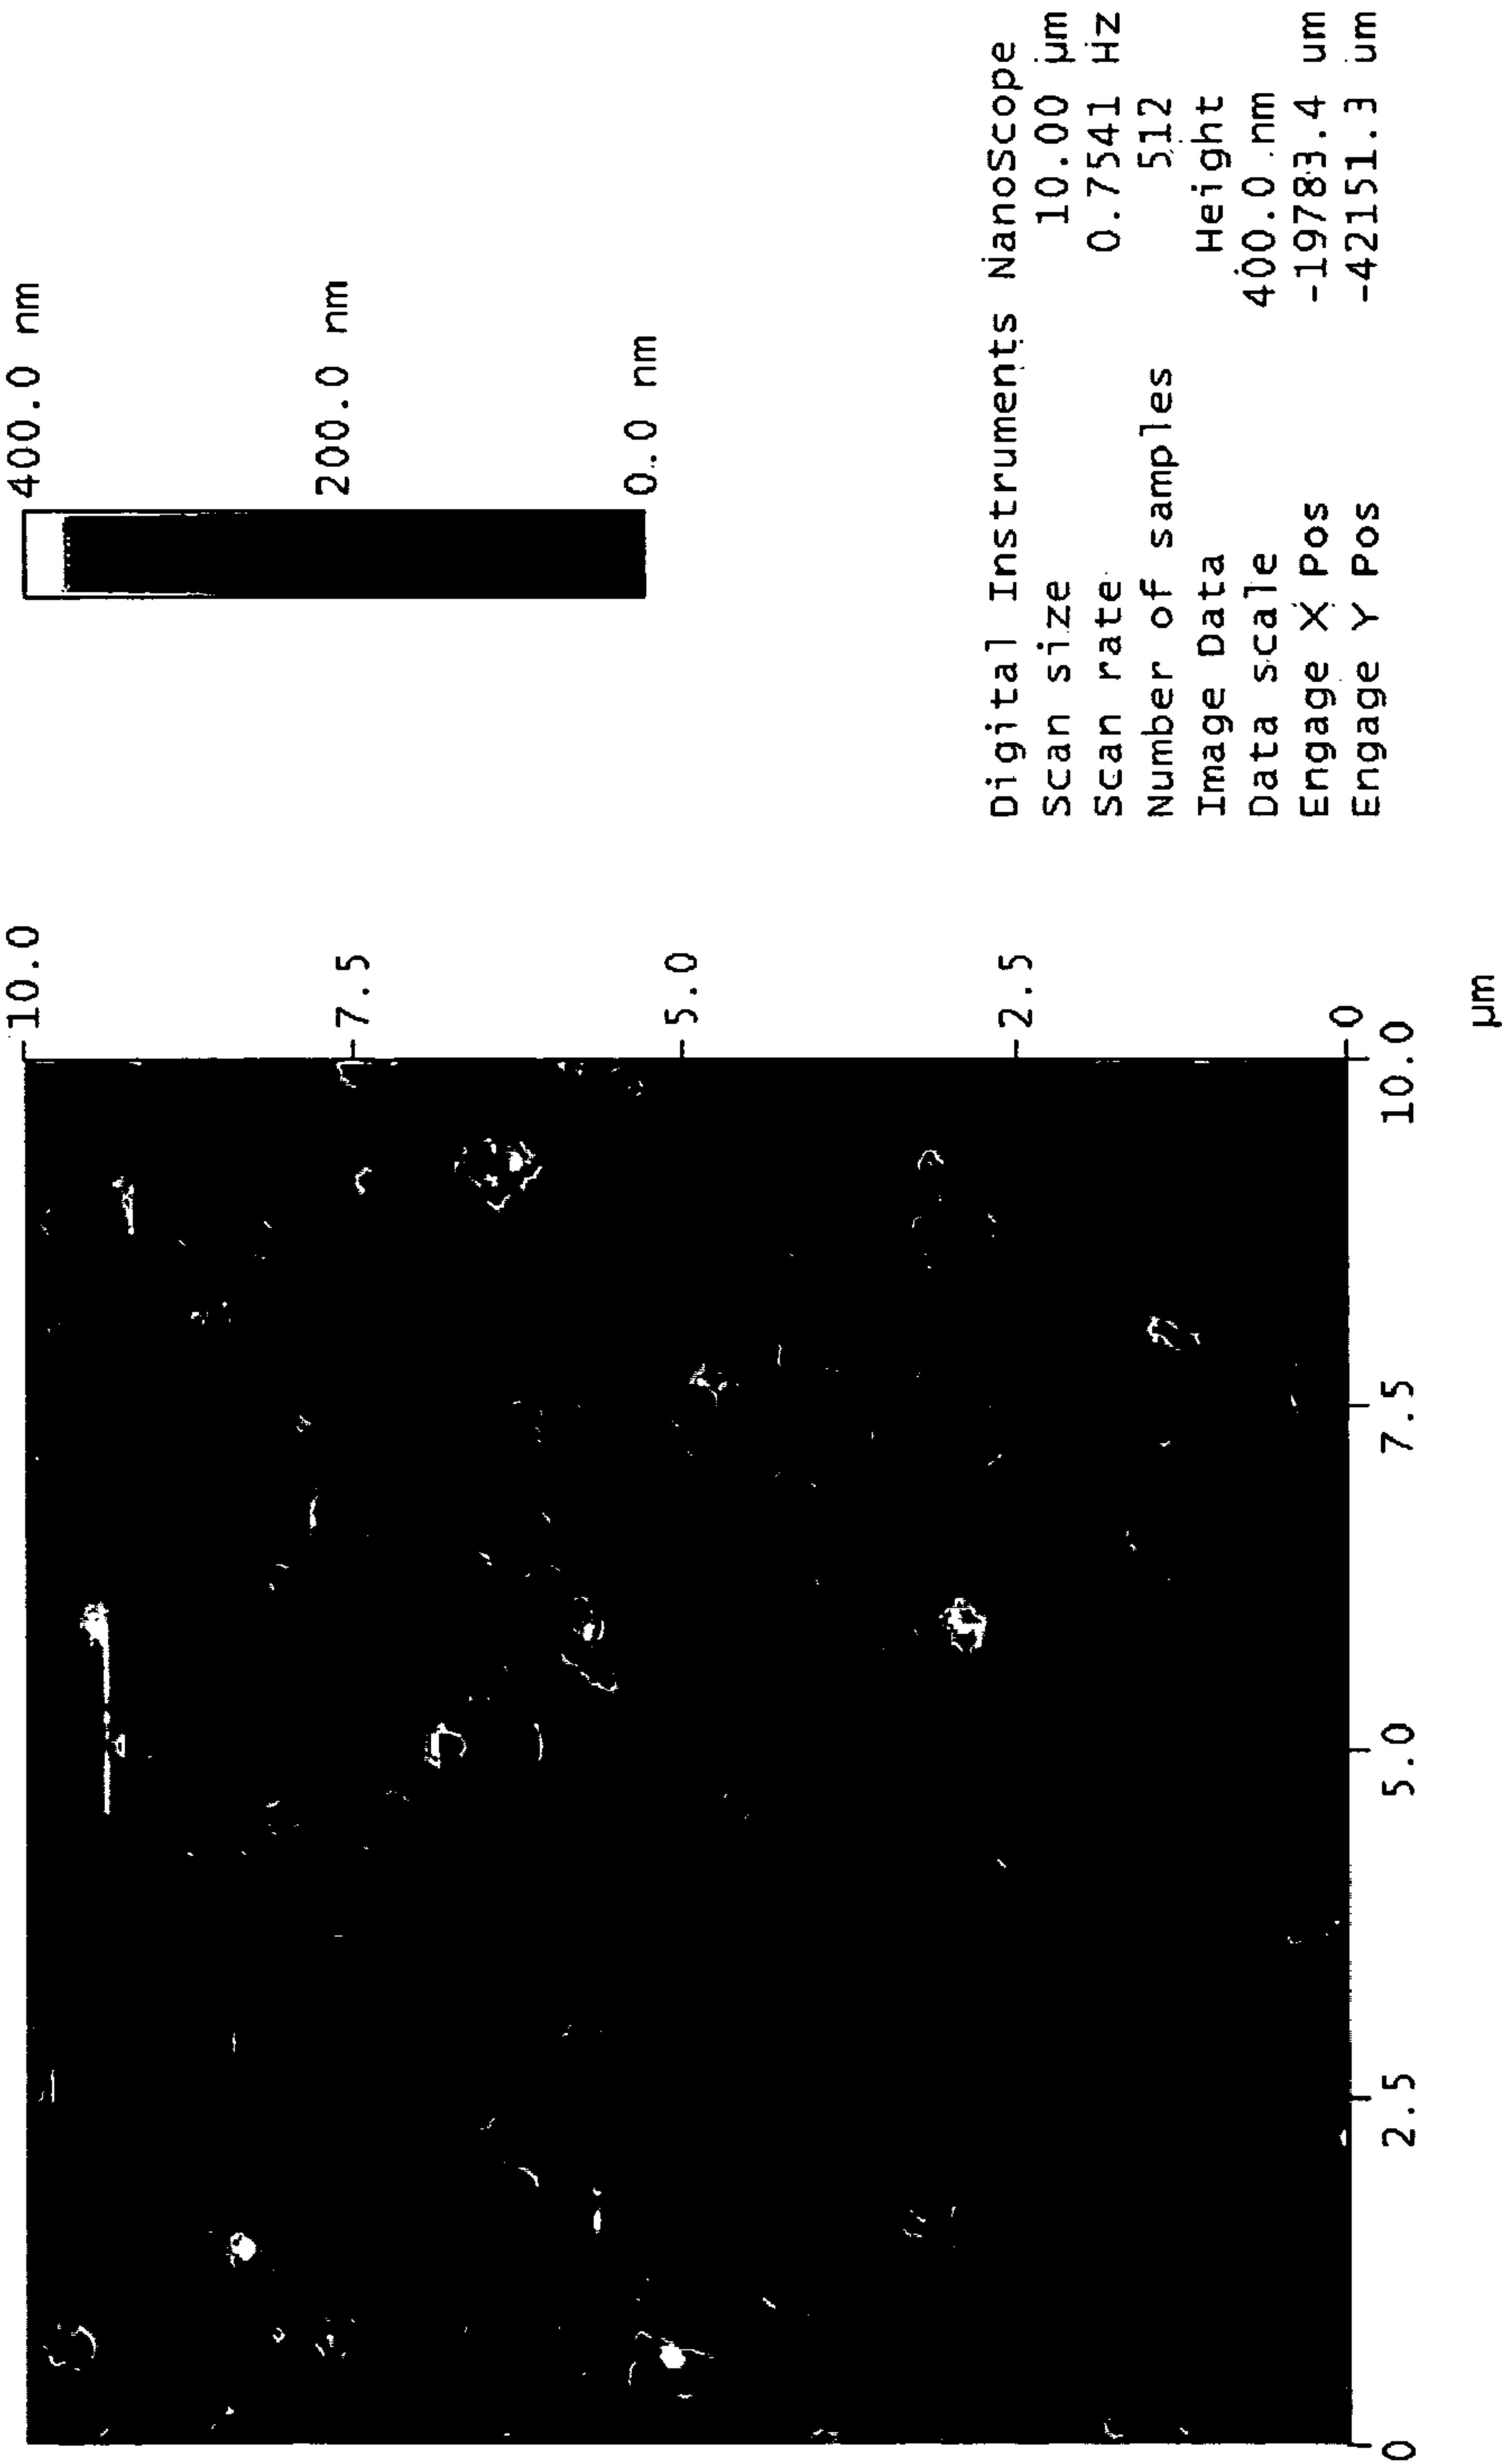 400.0 nm
200.0 nm
0.0 nm
10.0
7.5
5.0
2.5
0
0
2.5
5.0
7.5
10.0
µm
Digital Instruments NanoScope
Scan size 10.00 µm
Scan rate 0.7541 Hz
Number of samples 512
Image Data Height
Data scale 400.0 nm
Engage X Pos -19783.4 um
Engage Y Pos -42151.3 um